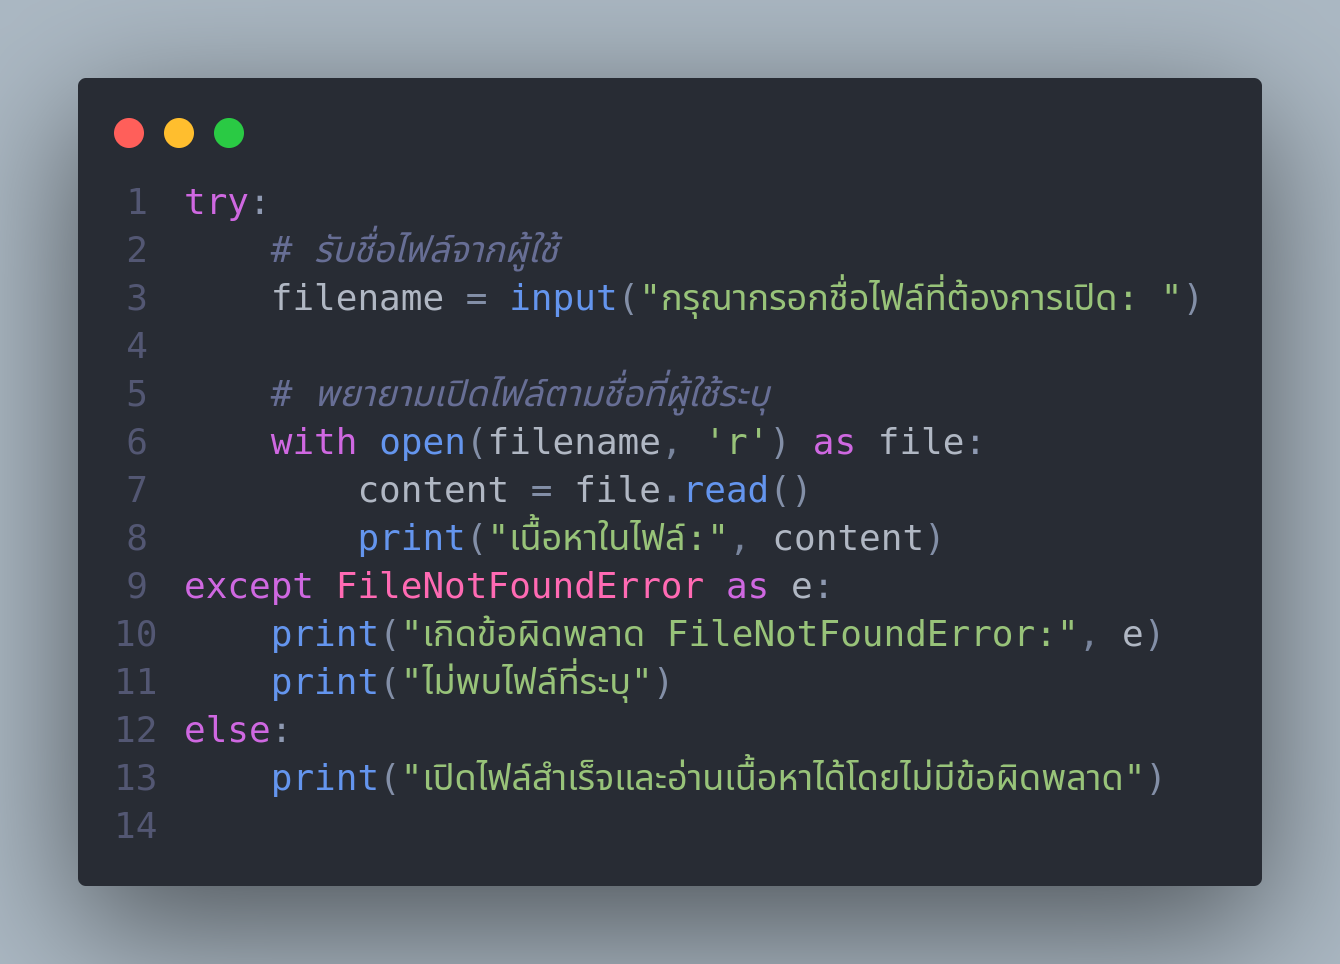 1 try:
2     # รับชื่อไฟล์จากผู้ใช้
3     filename = input("กรุณากรอกชื่อไฟล์ที่ต้องการเปิด: ")
4
5     # พยายามเปิดไฟล์ตามชื่อที่ผู้ใช้ระบุ
6     with open(filename, 'r') as file:
7         content = file.read()
8         print("เนื้อหาในไฟล์:", content)
9 except FileNotFoundError as e:
10     print("เกิดข้อผิดพลาด FileNotFoundError:", e)
11     print("ไม่พบไฟล์ที่ระบุ")
12 else:
13     print("เปิดไฟล์สำเร็จและอ่านเนื้อหาได้โดยไม่มีข้อผิดพลาด")
14